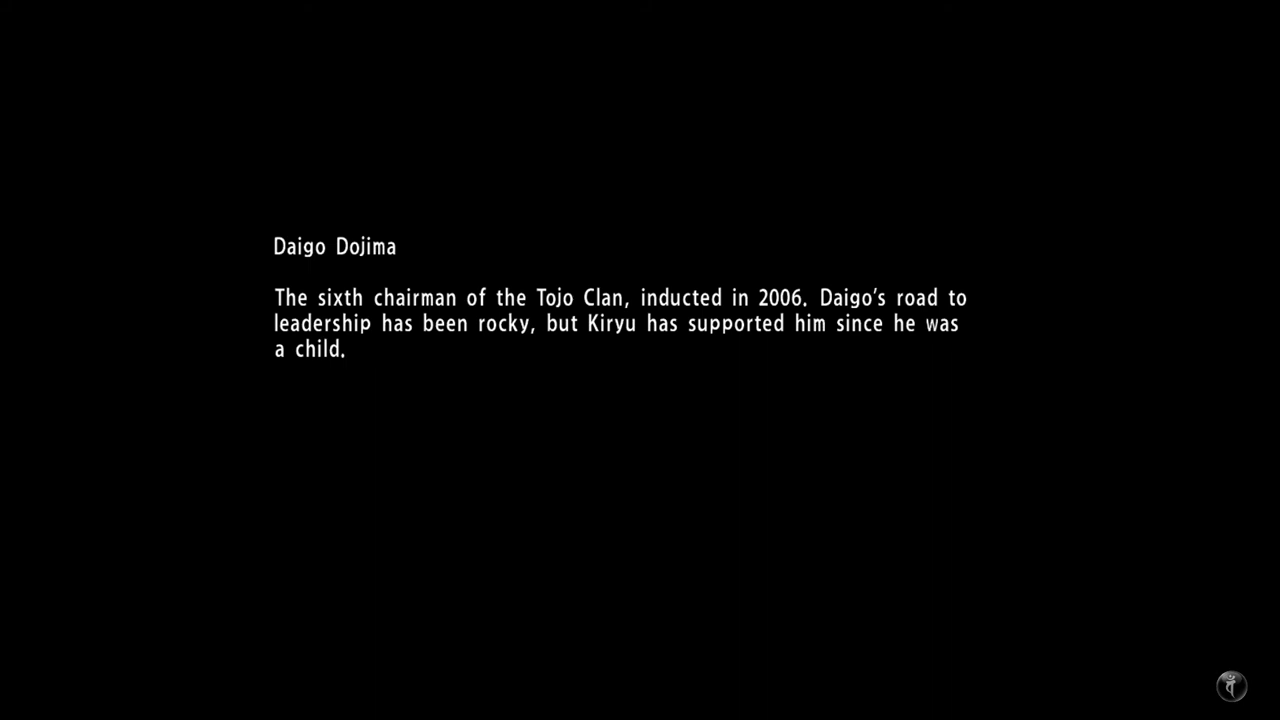 Daigo Dojima
The sixth chairman of the Tojo Clan, inducted in 2006. Daigo's road to
leadership has been rocky, but Kiryu has supported him since he was
a child.